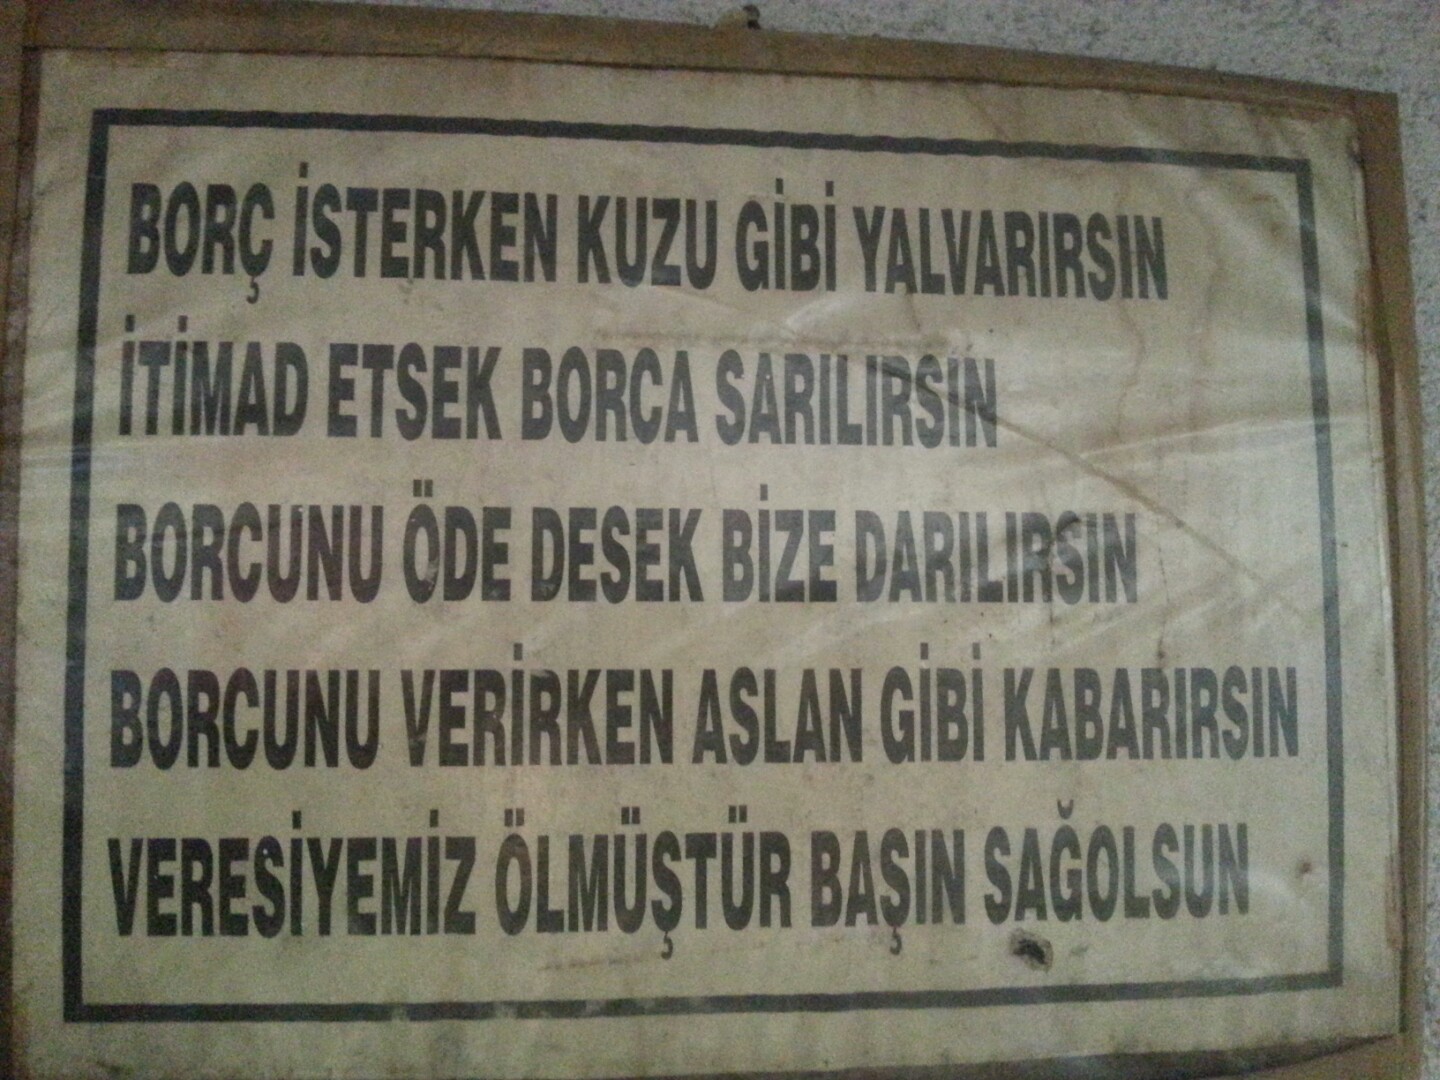 BORÇ İSTERKEN KUZU GİBİ YALVARIRSIN
İTİMAD ETSEK BORCA SARILIRSIN
BORCUNU ÖDE DESEK BİZE DARILIRSIN
BORCUNU VERİRKEN ASLAN GİBİ KABARIRSIN
VERESİYEMİZ ÖLMÜŞTÜR BAŞIN SAĞOLSUN